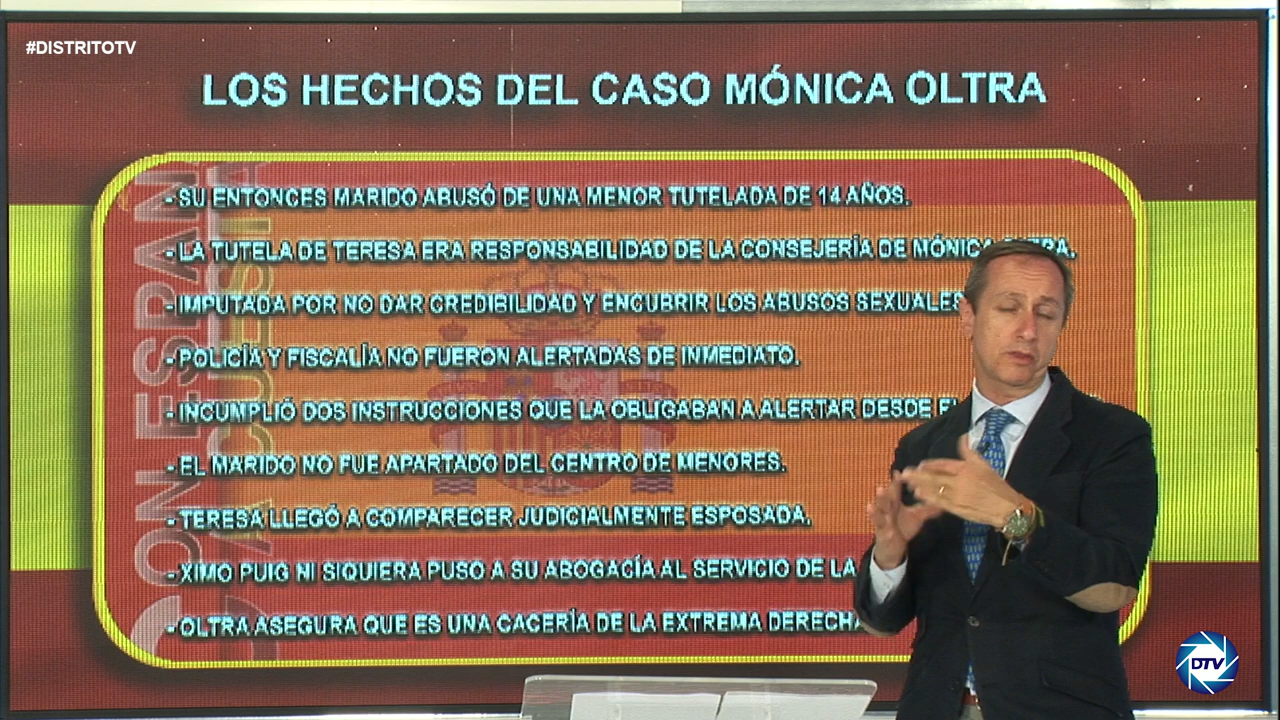 #DISTRITOTV
LOS HECHOS DEL CASO MÓNICA OLTRA
- SU ENTONCES MARIDO ABUSÓ DE UNA MENOR TUTELADA DE 14 AÑOS.
- LA TUTELA DE TERESA ERA RESPONSABILIDAD DE LA CONSEJERÍA DE MÓNICA OLTRA.
- IMPUTADA POR NO DAR CREDIBILIDAD Y ENCUBRIR LOS ABUSOS SEXUALES
- POLICÍA Y FISCALÍA NO FUERON ALERTADAS DE INMEDIATO.
- INCUMPLIÓ DOS INSTRUCCIONES QUE LA OBLIGABAN A ALERTAR DESDE
- EL MARIDO NO FUE APARTADO DEL CENTRO DE MENORES.
- TERESA LLEGÓ A COMPARECER JUDICIALMENTE ESPOSADA.
- XIMO PUIG NI SIQUIERA PUSO A SU ABOGACÍA AL SERVICIO DE LA
- OLTRA ASEGURA QUE ES UNA CACERÍA DE LA EXTREMA DERECHA
CON ESPAÑA
A CUESTAS
DTV